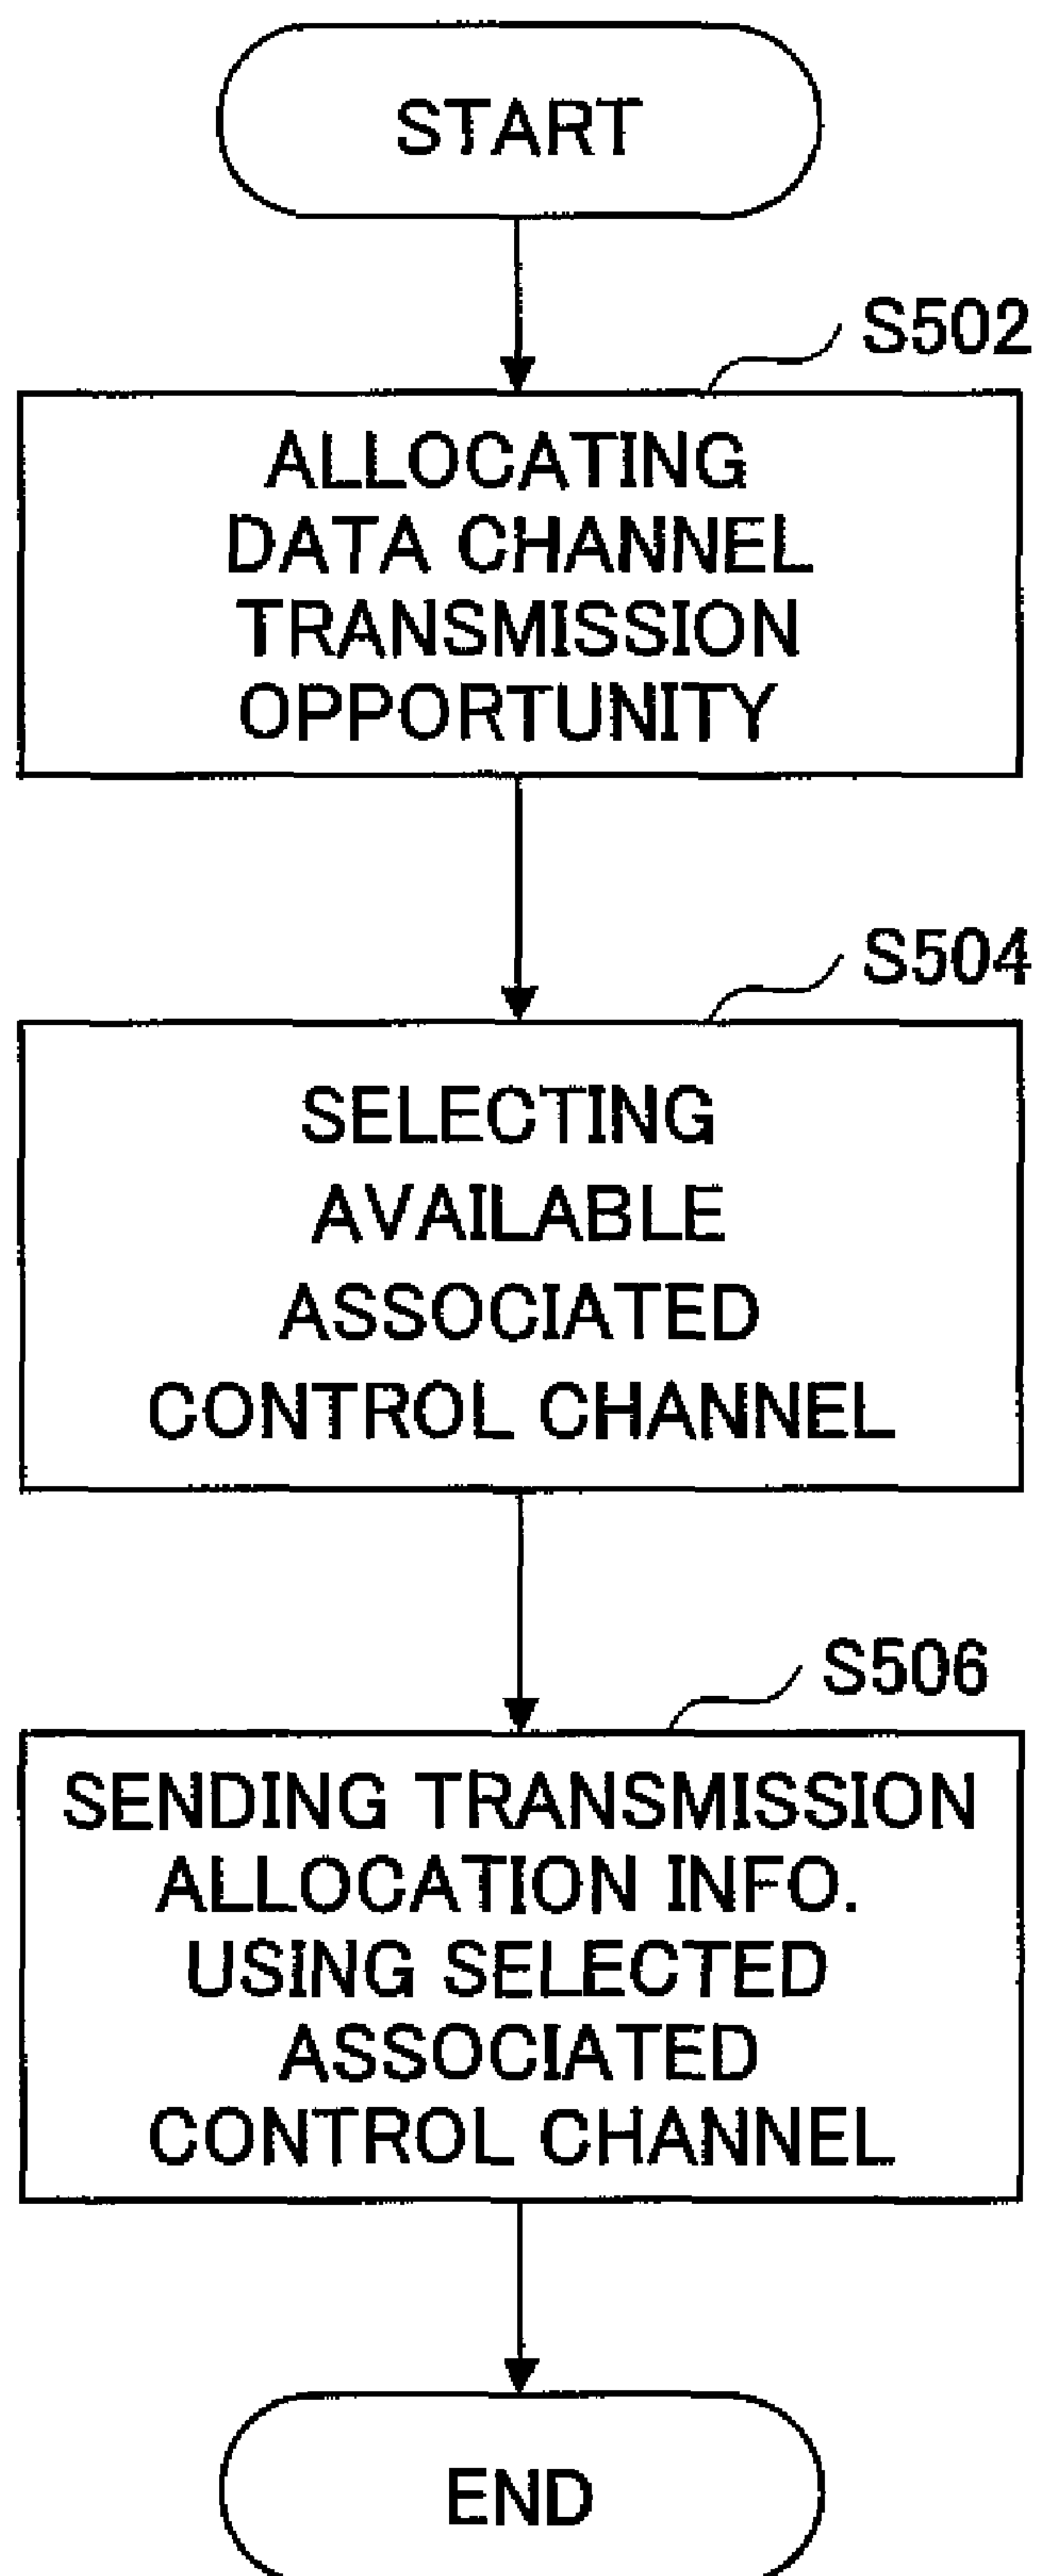 START
S502
ALLOCATING
DATA CHANNEL
TRANSMISSION
OPPORTUNITY
S504
SELECTING
AVAILABLE
ASSOCIATED
CONTROL CHANNEL
S506
SENDING TRANSMISSION
ALLOCATION INFO.
USING SELECTED
ASSOCIATED
CONTROL CHANNEL
END